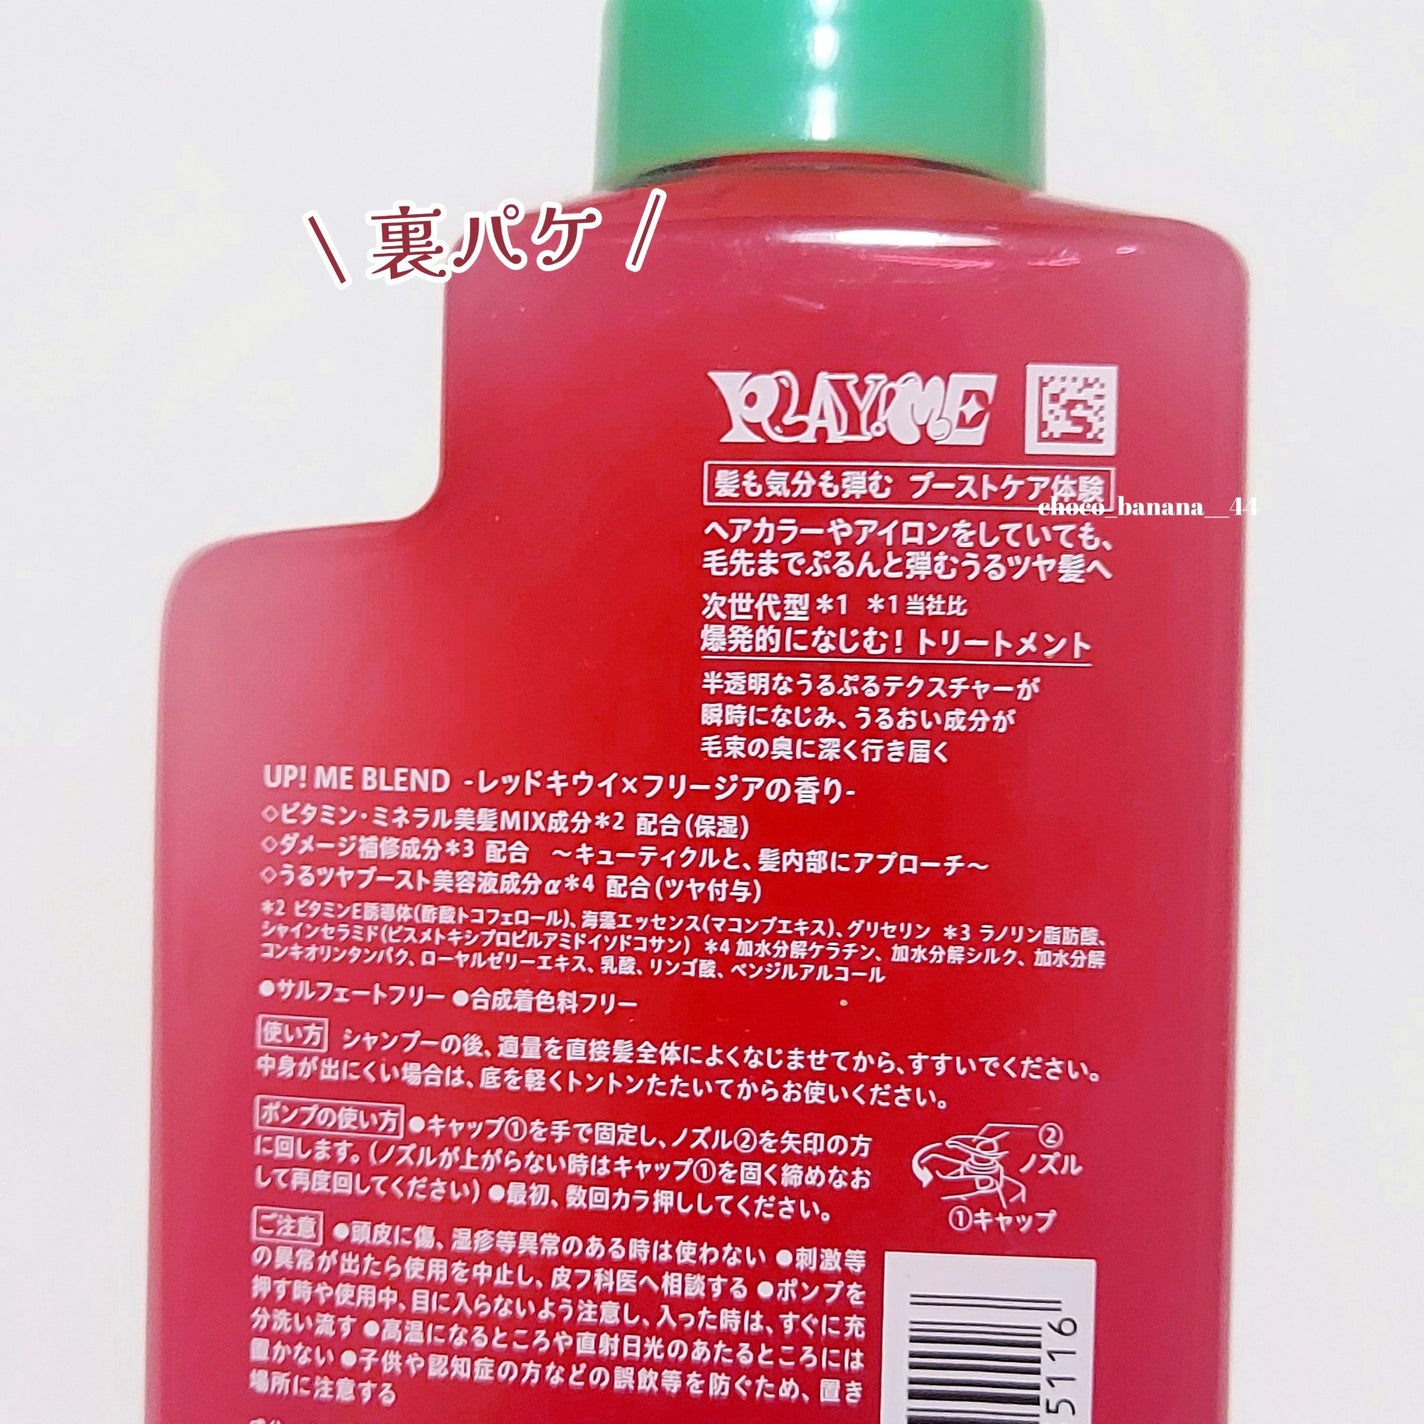 \ 裏パケ /
PLAY!ME
髪も気分も弾む ブーストケア体験
choco_banana__44
ヘアカラーやアイロンをしていても、
毛先までぷるんと弾むうるツヤ髪へ
次世代型*1 *1当社比
爆発的になじむ!トリートメント
半透明なうるぷるテクスチャーが
瞬時になじみ、うるおい成分が
毛束の奥に深く行き届く
UP! ME BLEND -レッドキウイ×フリージアの香り-
◇ビタミン・ミネラル美髪MIX成分*2 配合(保湿)
◇ダメージ補修成分*3 配合 〜キューティクルと、髪内部にアプローチ〜
◇うるツヤブースト美容液成分α*4 配合(ツヤ付与)
*2 ビタミンE誘導体(酢酸トコフェロール)、海藻エッセンス(マコンブエキス)、グリセリン *3 ラノリン脂肪酸、
シャインセラミド(ビスメトキシプロピルアミドイソドコサン) *4 加水分解ケラチン、加水分解シルク、加水分解
コンキオリンタンパク、ローヤルゼリーエキス、乳酸、リンゴ酸、ベンジルアルコール
●サルフェートフリー ●合成着色料フリー
使い方 シャンプーの後、適量を直接髪全体によくなじませてから、すすいでください。
中身が出にくい場合は、底を軽くトントンたたいてからお使いください。
ポンプの使い方 ●キャップ①を手で固定し、ノズル②を矢印の方
に回します。(ノズルが上がらない時はキャップ①を固く締めなお
して再度回してください) ●最初、数回カラ押ししてください。
②
ノズル
①キャップ
ご注意 ●頭皮に傷、湿疹等異常のある時は使わない ●刺激等
の異常が出たら使用を中止し、皮フ科医へ相談する ●ポンプを
押す時や使用中、目に入らないよう注意し、入った時は、すぐに充
分洗い流す ●高温になるところや直射日光のあたるところには
置かない ●子供や認知症の方などの誤飲等を防ぐため、置き
場所に注意する
5116